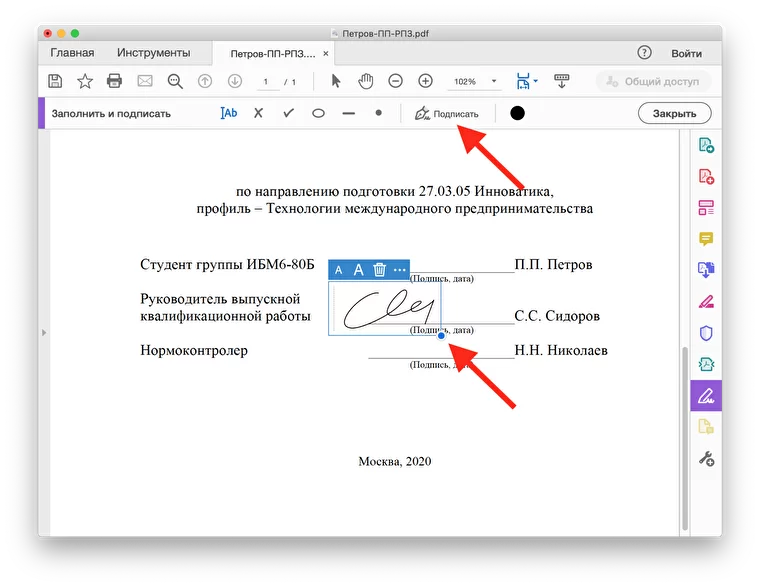 Петров-ПП-РПЗ.pdf
Главная Инструменты Петров-ПП-РПЗ.... × ? Войти
1 / 1 102% Общий доступ
Заполнить и подписать Ab Подписать Закрыть
по направлению подготовки 27.03.05 Инноватика,
профиль – Технологии международного предпринимательства
A A
Студент группы ИБМ6-80Б П.П. Петров
(Подпись, дата)
Руководитель выпускной
квалификационной работы С.С. Сидоров
(Подпись, дата)
Нормоконтролер Н.Н. Николаев
(Подпись, дата)
Москва, 2020